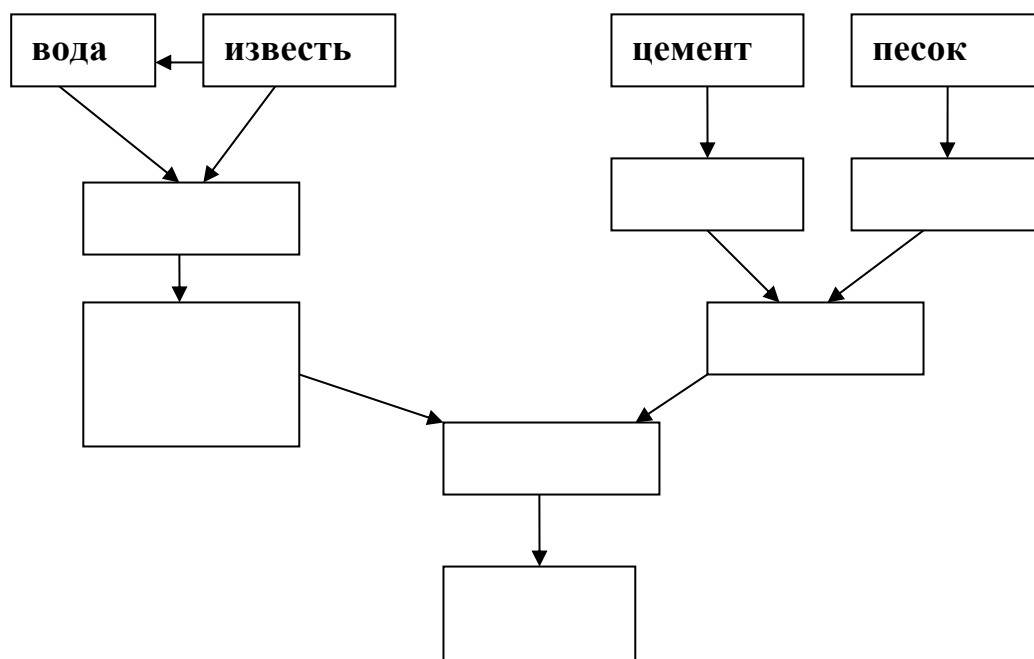 вода
известь
цемент
песок